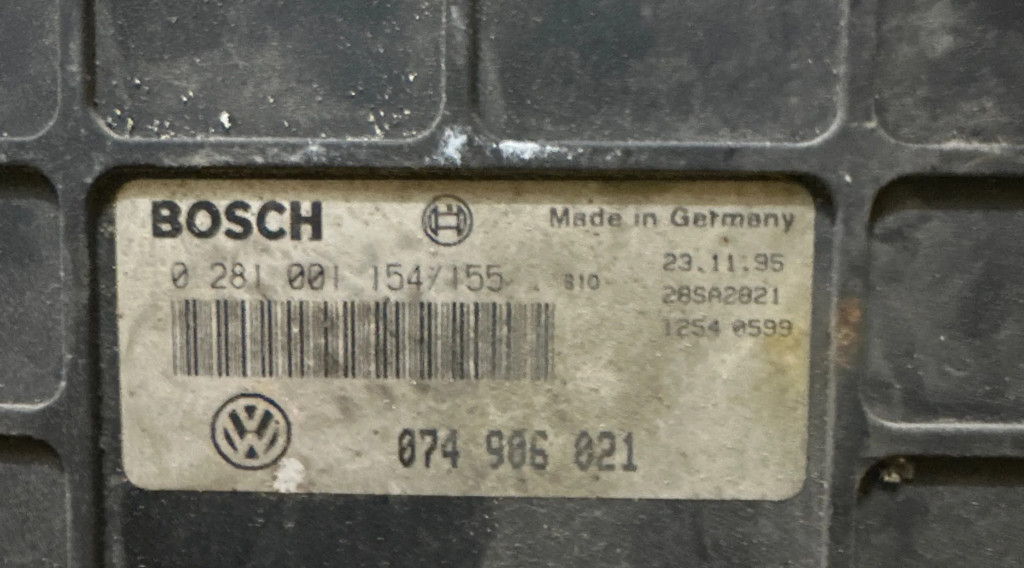 BOSCH
Made in Germany
0 281 001 154/155
810
23.11.95
28SA2821
1254 0599
074 906 021